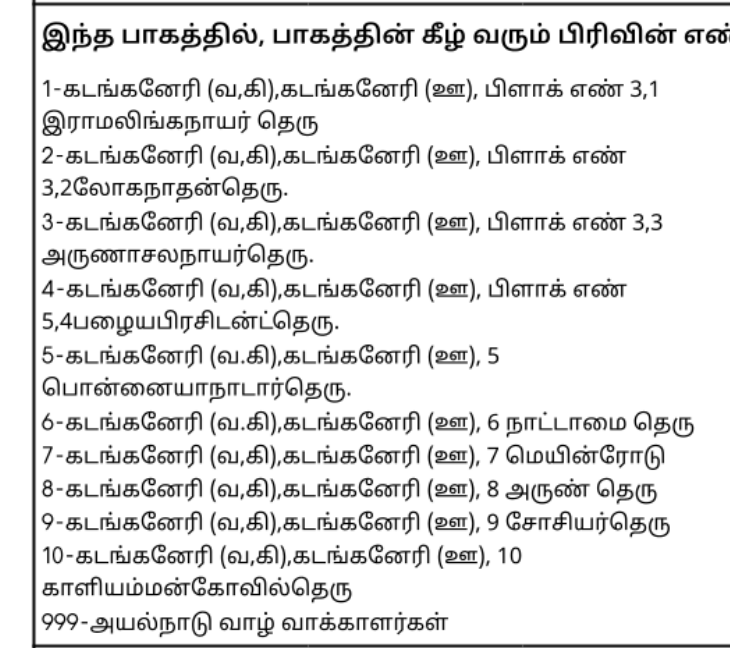 இந்த பாகத்தில், பாகத்தின் கீழ் வரும் பிரிவின் எண்
1-கடங்கனேரி (வ,கி),கடங்கனேரி (ஊ), பிளாக் எண் 3,1
இராமலிங்கநாயர் தெரு
2-கடங்கனேரி (வ,கி),கடங்கனேரி (ஊ), பிளாக் எண்
3,2லோகநாதன்தெரு.
3-கடங்கனேரி (வ,கி),கடங்கனேரி (ஊ), பிளாக் எண் 3,3
அருணாசலநாயர்தெரு.
4-கடங்கனேரி (வ,கி),கடங்கனேரி (ஊ), பிளாக் எண்
5,4பழையபிரசிடன்ட்தெரு.
5-கடங்கனேரி (வ.கி),கடங்கனேரி (ஊ), 5
பொன்னையாநாடார்தெரு.
6-கடங்கனேரி (வ.கி),கடங்கனேரி (ஊ), 6 நாட்டாமை தெரு
7-கடங்கனேரி (வ,கி),கடங்கனேரி (ஊ), 7 மெயின்ரோடு
8-கடங்கனேரி (வ,கி),கடங்கனேரி (ஊ), 8 அருண் தெரு
9-கடங்கனேரி (வ,கி),கடங்கனேரி (ஊ), 9 சோசியர்தெரு
10-கடங்கனேரி (வ,கி),கடங்கனேரி (ஊ), 10
காளியம்மன்கோவில்தெரு
999-அயல்நாடு வாழ் வாக்காளர்கள்